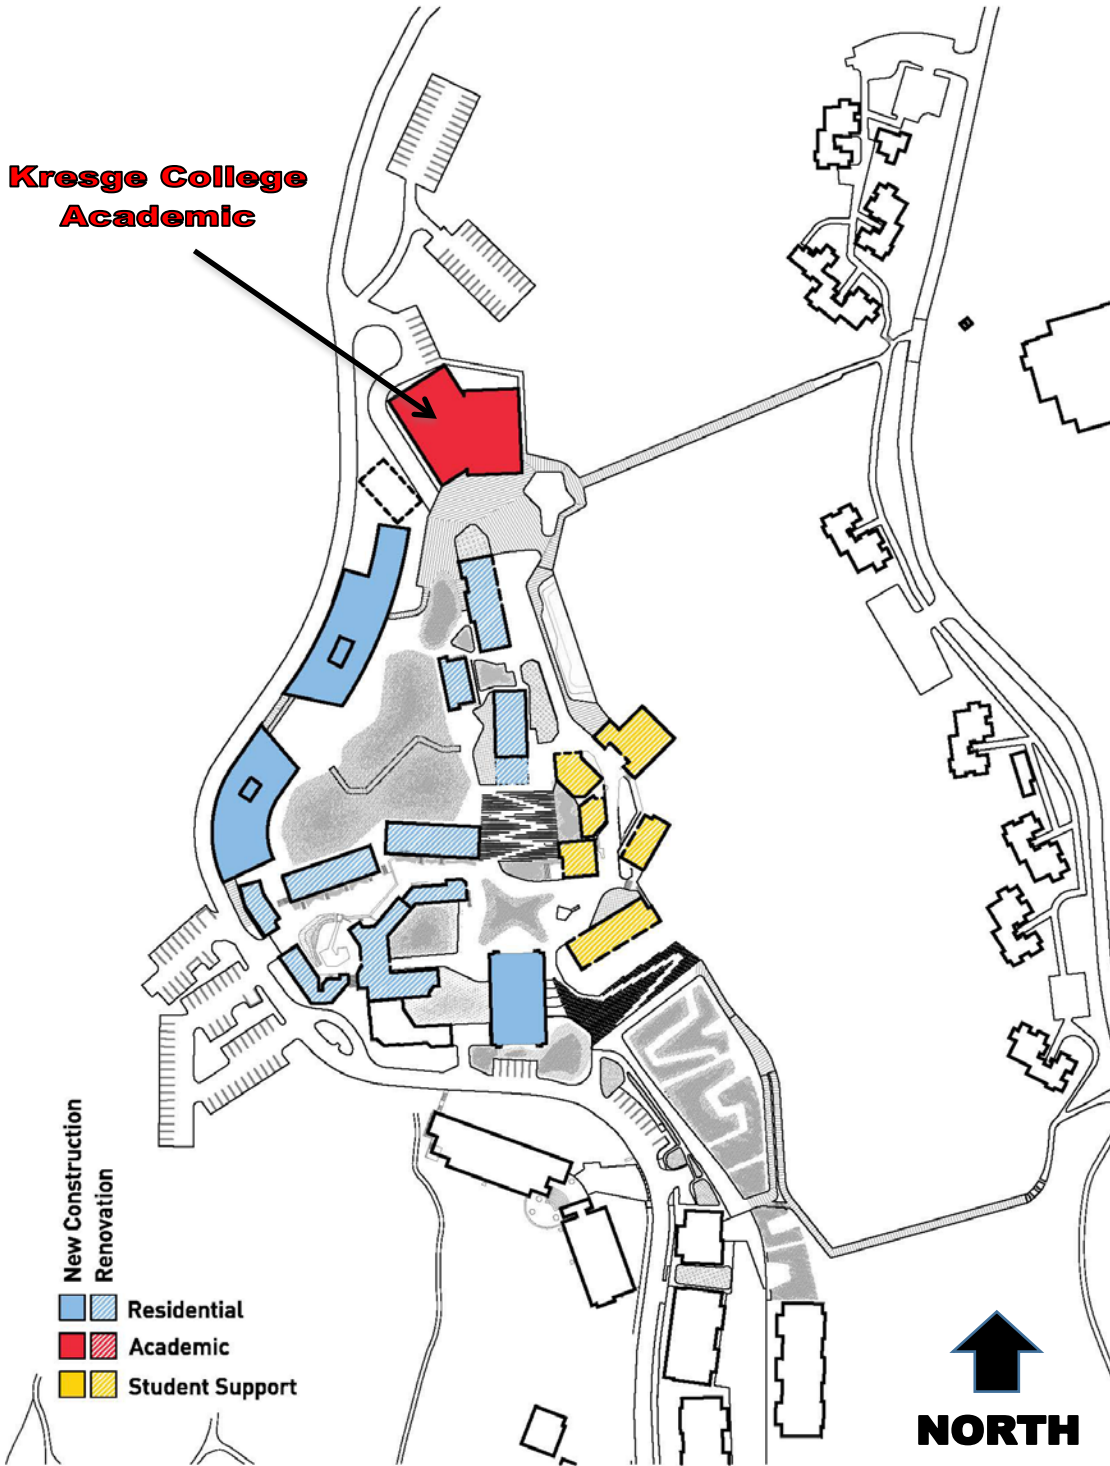 Kresge College
Academic
New Construction
Renovation
Residential
Academic
Student Support
NORTH